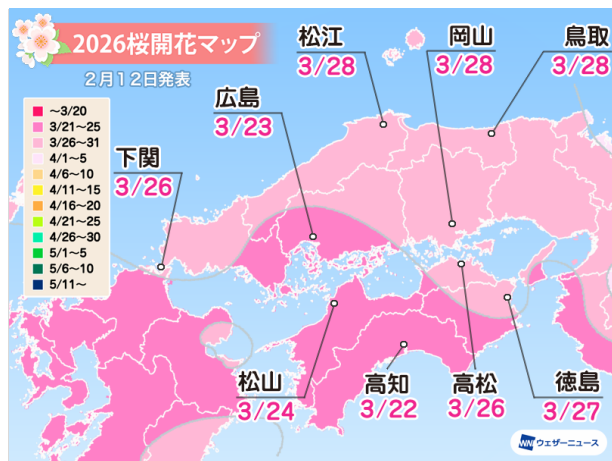 2026桜開花マップ
2月12日発表
～3/20
3/21～25
3/26～31
4/1～5
4/6～10
4/11～15
4/16～20
4/21～25
4/26～30
5/1～5
5/6～10
5/11～
松江
3/28
岡山
3/28
鳥取
3/28
広島
3/23
下関
3/26
松山
3/24
高知
3/22
高松
3/26
徳島
3/27
WN ウェザーニュース